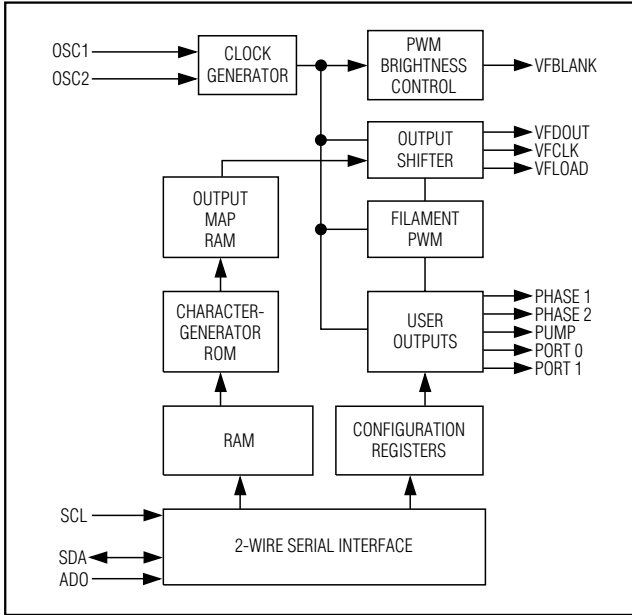 OSC1
OSC2
CLOCK
GENERATOR
PWM
BRIGHTNESS
CONTROL
VFBLANK
OUTPUT
SHIFTER
VFDOUT
VFCLK
VFLOAD
OUTPUT
MAP
RAM
FILAMENT
PWM
CHARACTER-
GENERATOR
ROM
USER
OUTPUTS
PHASE 1
PHASE 2
PUMP
PORT 0
PORT 1
RAM
CONFIGURATION
REGISTERS
SCL
SDA
ADO
2-WIRE SERIAL INTERFACE